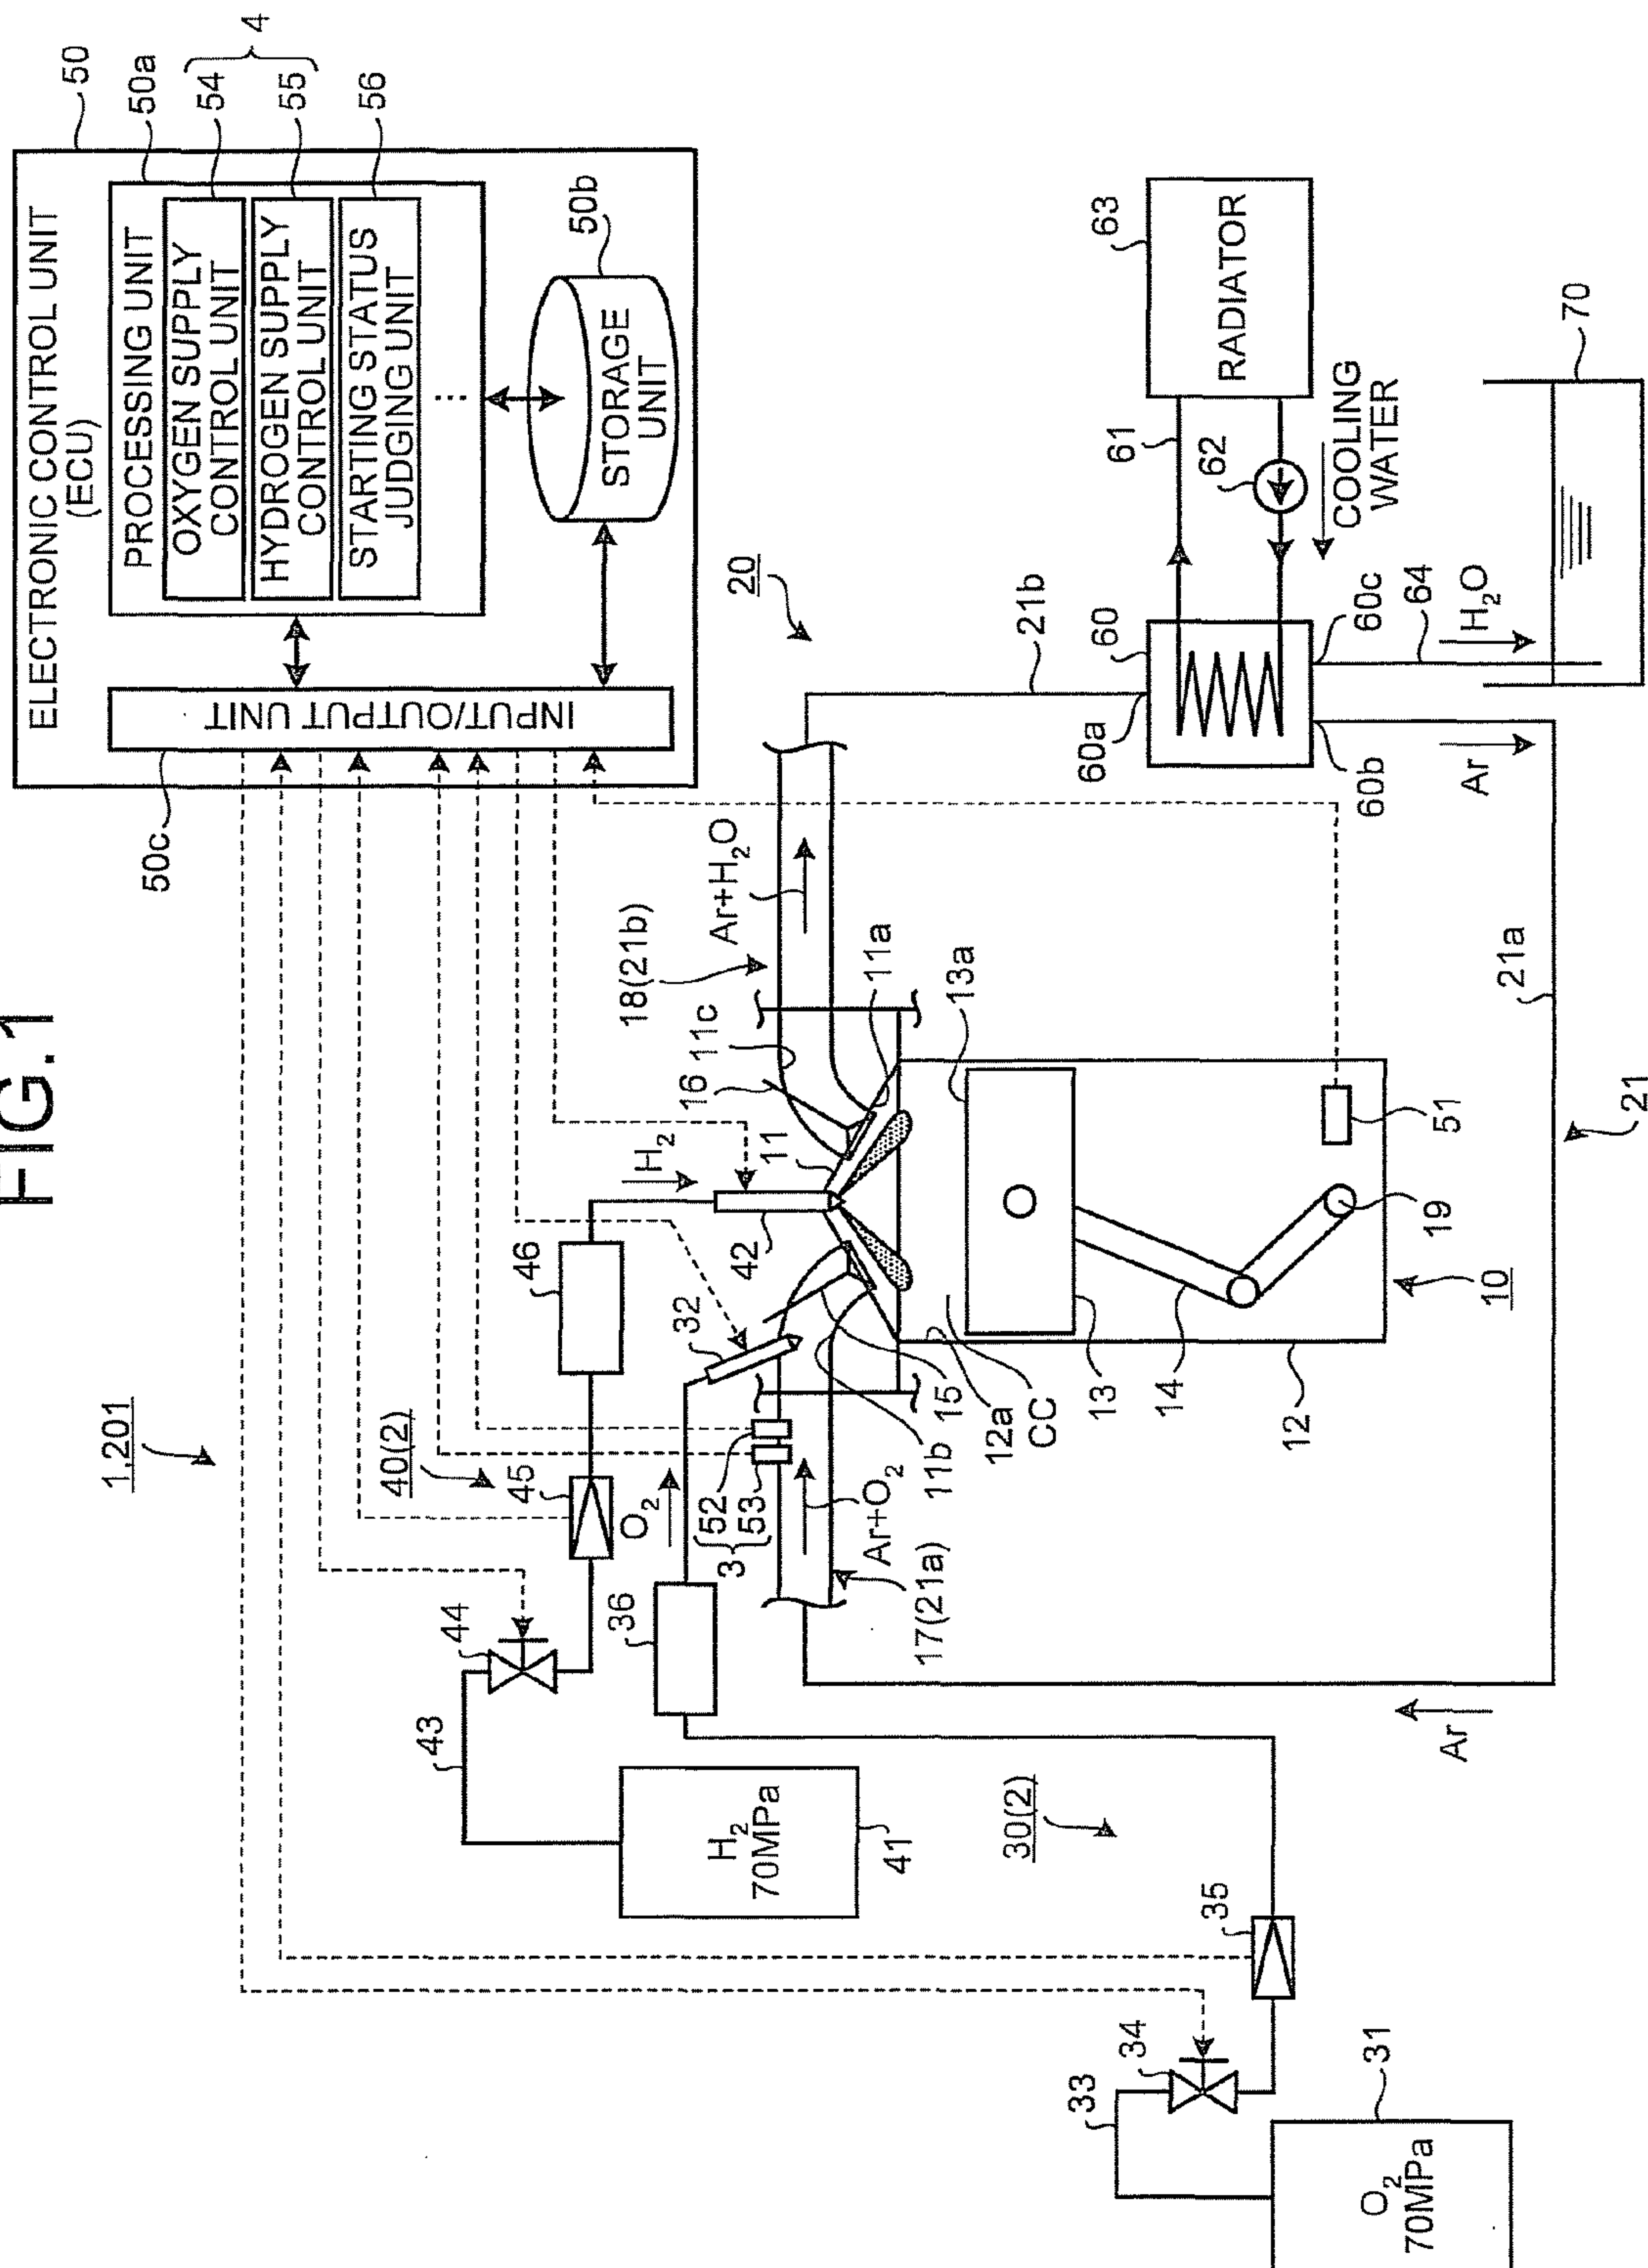 FIG.1
1,201
ELECTRONIC CONTROL UNIT
(ECU)
50
PROCESSING UNIT
50a
OXYGEN SUPPLY
CONTROL UNIT
54
HYDROGEN SUPPLY
CONTROL UNIT
55
4
STARTING STATUS
JUDGING UNIT
56
⋮
STORAGE
UNIT
50b
INPUT/OUTPUT UNIT
50c
43
44
40(2)
45
46
H2
H2
70MPa
41
O2
36
3
52
53
32
42
11
16
11c
18(21b)
Ar+H2O
11a
13a
20
21b
Ar+O2
17(21a)
11b
15
12a
CC
13
14
12
10
19
51
60a
60
60b
60c
61
62
63
RADIATOR
COOLING
WATER
64
H2O
70
Ar
21a
21
Ar
30(2)
35
34
33
31
O2
70MPa